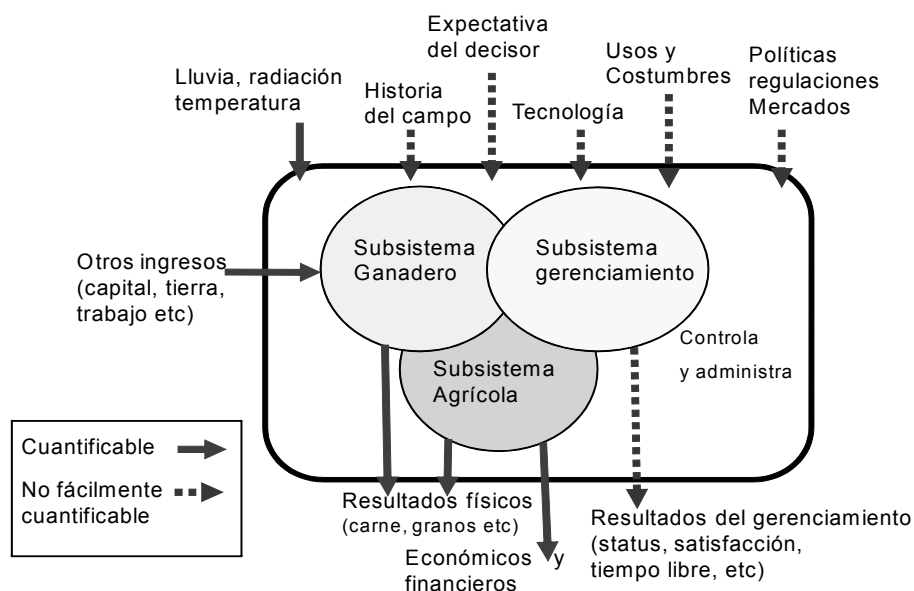 Expectativa
del decisor
Usos y
Costumbres
Políticas
regulaciones
Mercados
Lluvia, radiación
temperatura
Historia
del campo
Tecnología
Subsistema
Ganadero
Subsistema
gerenciamiento
Otros ingresos
(capital, tierra,
trabajo etc)
Controla
y administra
Subsistema
Agrícola
Cuantificable
No fácilmente
cuantificable
Resultados físicos
(carne, granos etc)
Económicos y
financieros
Resultados del gerenciamiento
(status, satisfacción,
tiempo libre, etc)